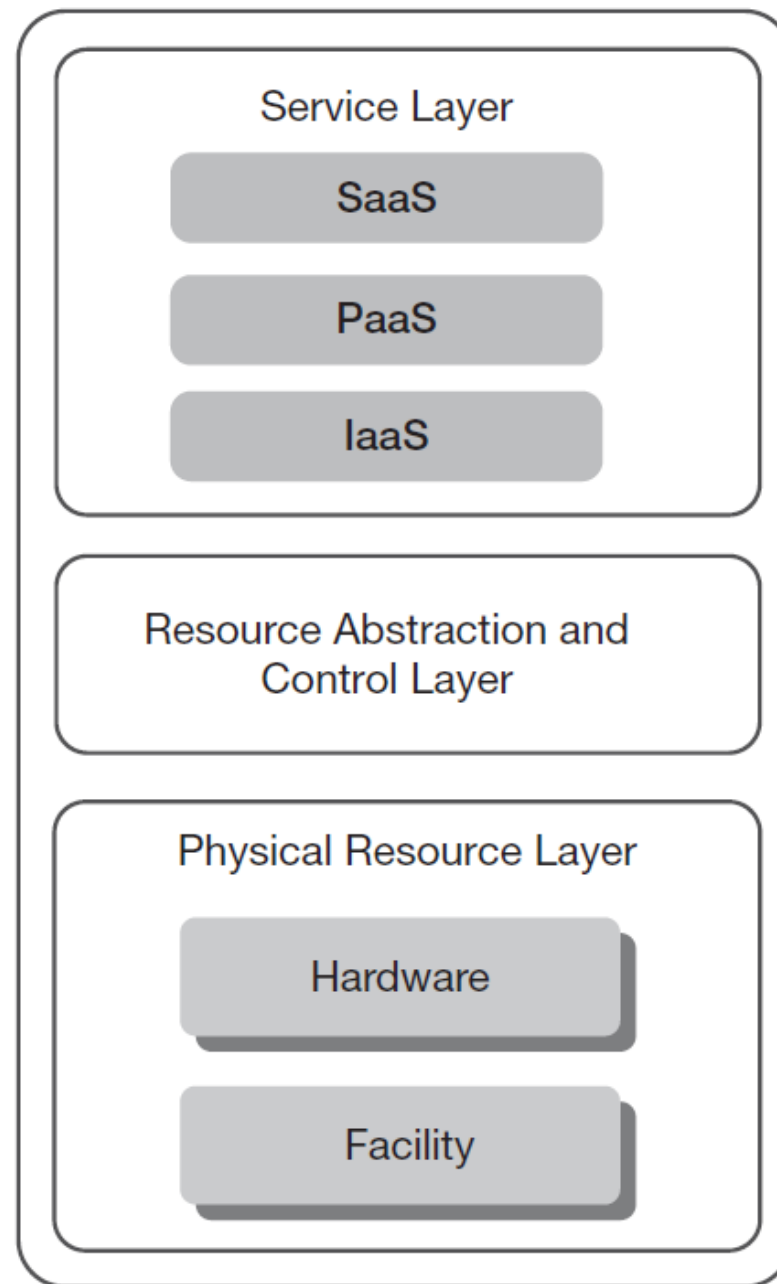 Service Layer
SaaS
PaaS
IaaS
Resource Abstraction and
Control Layer
Physical Resource Layer
Hardware
Facility